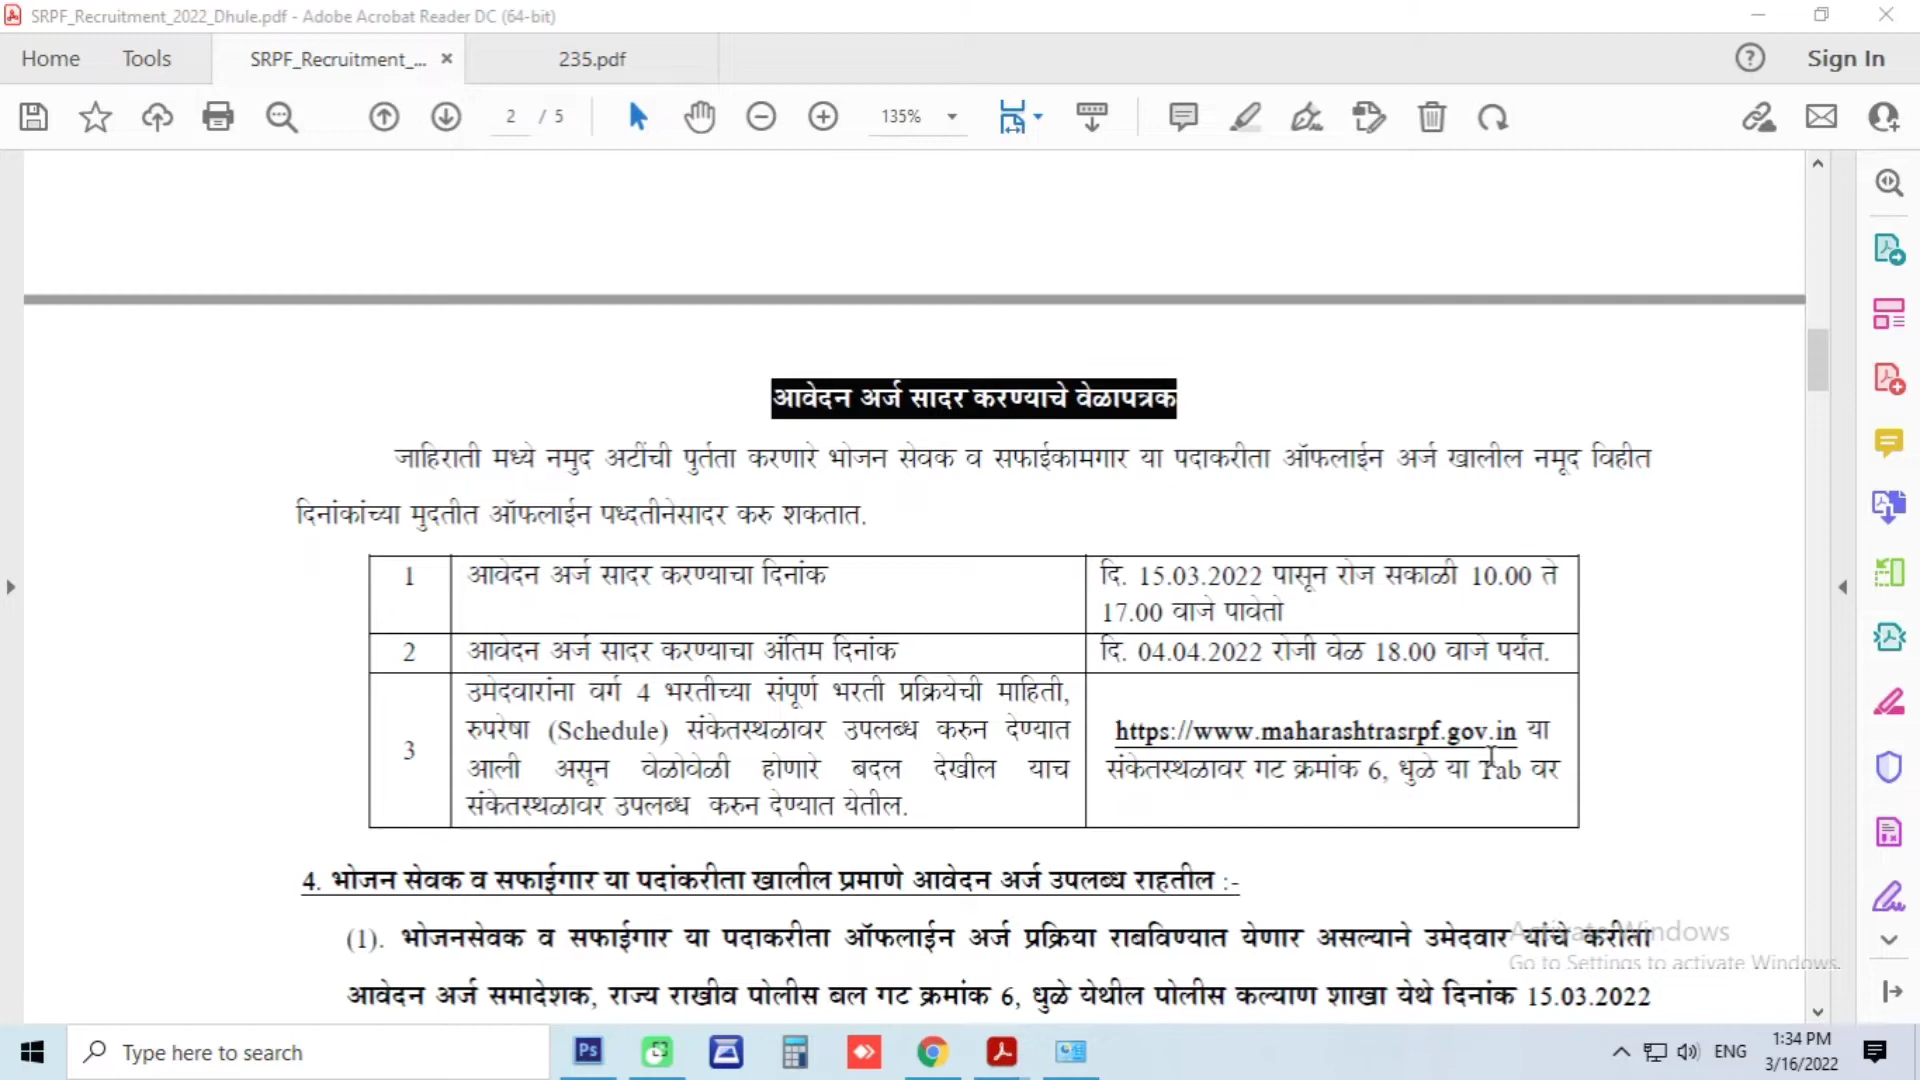 SRPF_Recruitment_2022_Dhule.pdf - Adobe Acrobat Reader DC (64-bit)
Home Tools SRPF_Recruitment_... × 235.pdf Sign In
2 / 5 135%
आवेदन अर्ज सादर करण्याचे वेळापत्रक
जाहिराती मध्ये नमुद अटींची पुर्तता करणारे भोजन सेवक व सफाईकामगार या पदाकरीता ऑफलाईन अर्ज खालील नमूद विहीत
दिनांकांच्या मुदतीत ऑफलाईन पध्दतीनेसादर करु शकतात.
1 आवेदन अर्ज सादर करण्याचा दिनांक दि. 15.03.2022 पासून रोज सकाळी 10.00 ते
17.00 वाजे पावेतो
2 आवेदन अर्ज सादर करण्याचा अंतिम दिनांक दि. 04.04.2022 रोजी वेळ 18.00 वाजे पर्यंत.
3 उमेदवारांना वर्ग 4 भरतीच्या संपूर्ण भरती प्रक्रियेची माहिती,
रुपरेषा (Schedule) संकेतस्थळावर उपलब्ध करुन देण्यात
आली असून वेळोवेळी होणारे बदल देखील याच
संकेतस्थळावर उपलब्ध करुन देण्यात येतील.
https://www.maharashtrasrpf.gov.in या
संकेतस्थळावर गट क्रमांक 6, धुळे या Tab वर
4. भोजन सेवक व सफाईगार या पदांकरीता खालील प्रमाणे आवेदन अर्ज उपलब्ध राहतील :-
(1). भोजनसेवक व सफाईगार या पदाकरीता ऑफलाईन अर्ज प्रक्रिया राबविण्यात येणार असल्याने उमेदवार यांचे करीता
आवेदन अर्ज समादेशक, राज्य राखीव पोलीस बल गट क्रमांक 6, धुळे येथील पोलीस कल्याण शाखा येथे दिनांक 15.03.2022
Activate Windows
Go to Settings to activate Windows.
Type here to search
Ps
ENG
1:34 PM
3/16/2022